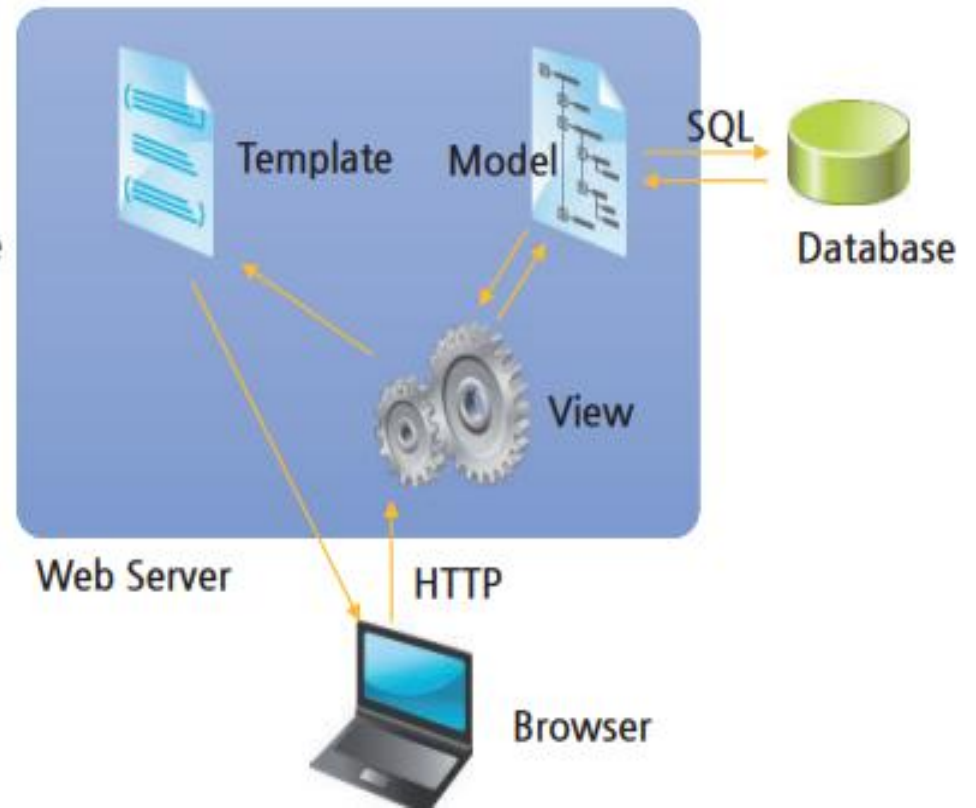 SQL
Template
Model
Database
View
Web Server
HTTP
Browser